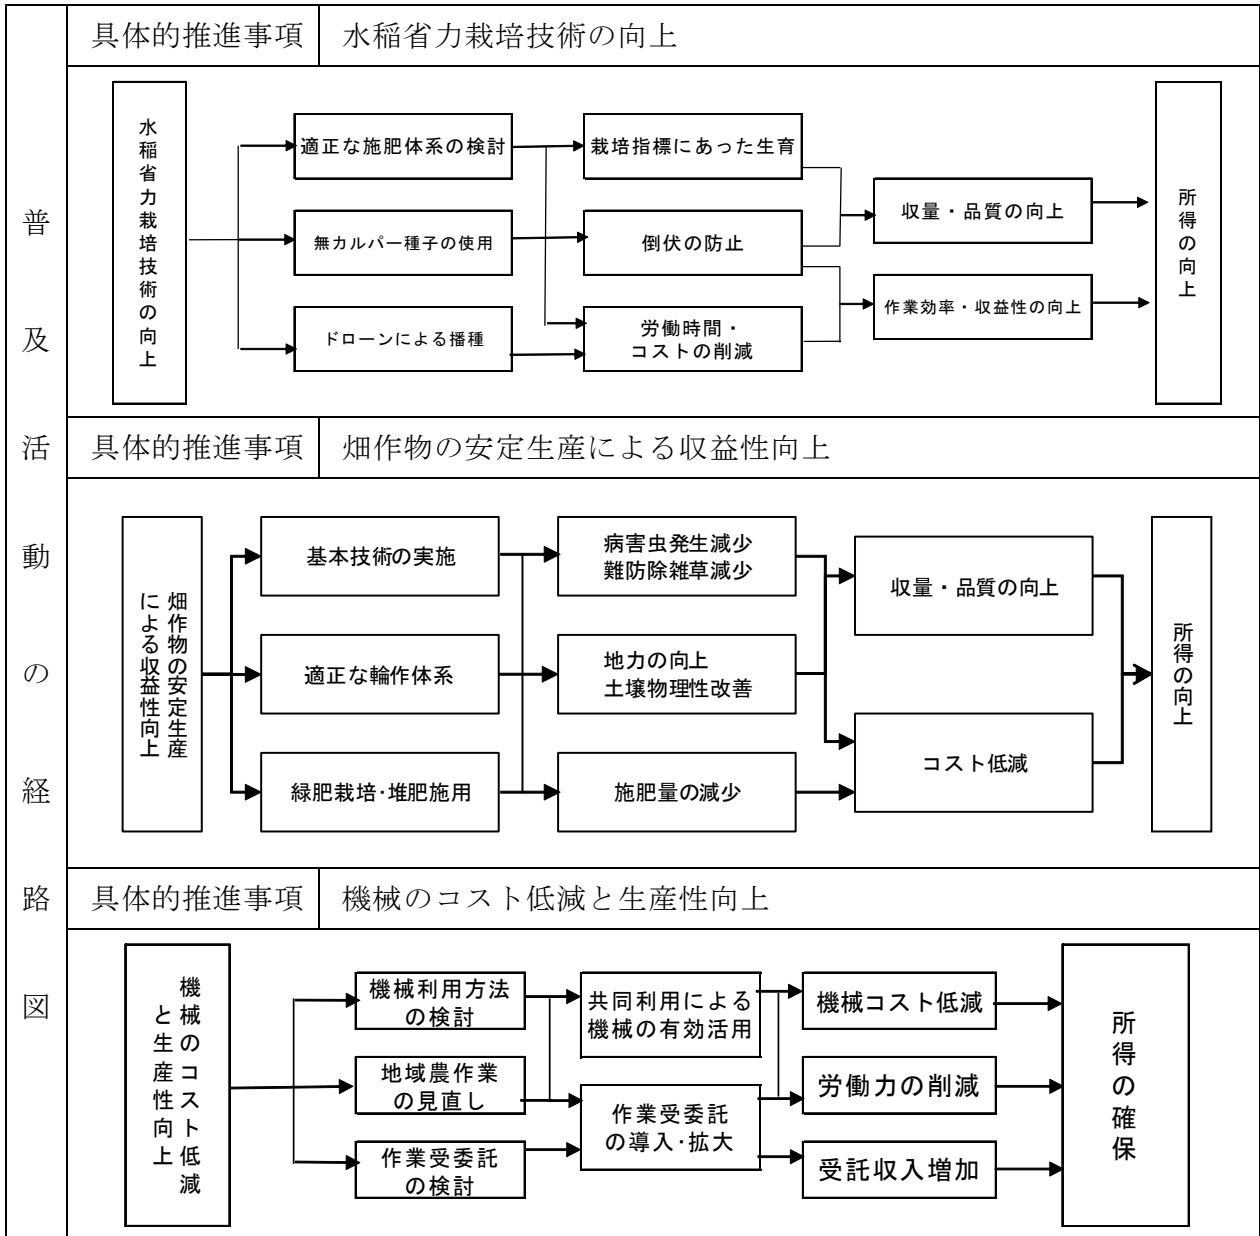 普及活動の経路図
具体的推進事項
水稲省力栽培技術の向上
水稲省力栽培技術の向上
適正な施肥体系の検討
無カルパー種子の使用
ドローンによる播種
栽培指標にあった生育
倒伏の防止
労働時間・
コストの削減
収量・品質の向上
作業効率・収益性の向上
所得の向上
具体的推進事項
畑作物の安定生産による収益性向上
畑作物の安定生産
による収益性向上
基本技術の実施
適正な輪作体系
緑肥栽培・堆肥施用
病害虫発生減少
難防除雑草減少
地力の向上
土壌物理性改善
施肥量の減少
収量・品質の向上
コスト低減
所得の向上
具体的推進事項
機械のコスト低減と生産性向上
機械のコスト低減
と生産性向上
機械利用方法
の検討
地域農作業
の見直し
作業受委託
の検討
共同利用による
機械の有効活用
作業受委託
の導入・拡大
機械コスト低減
労働力の削減
受託収入増加
所得の確保